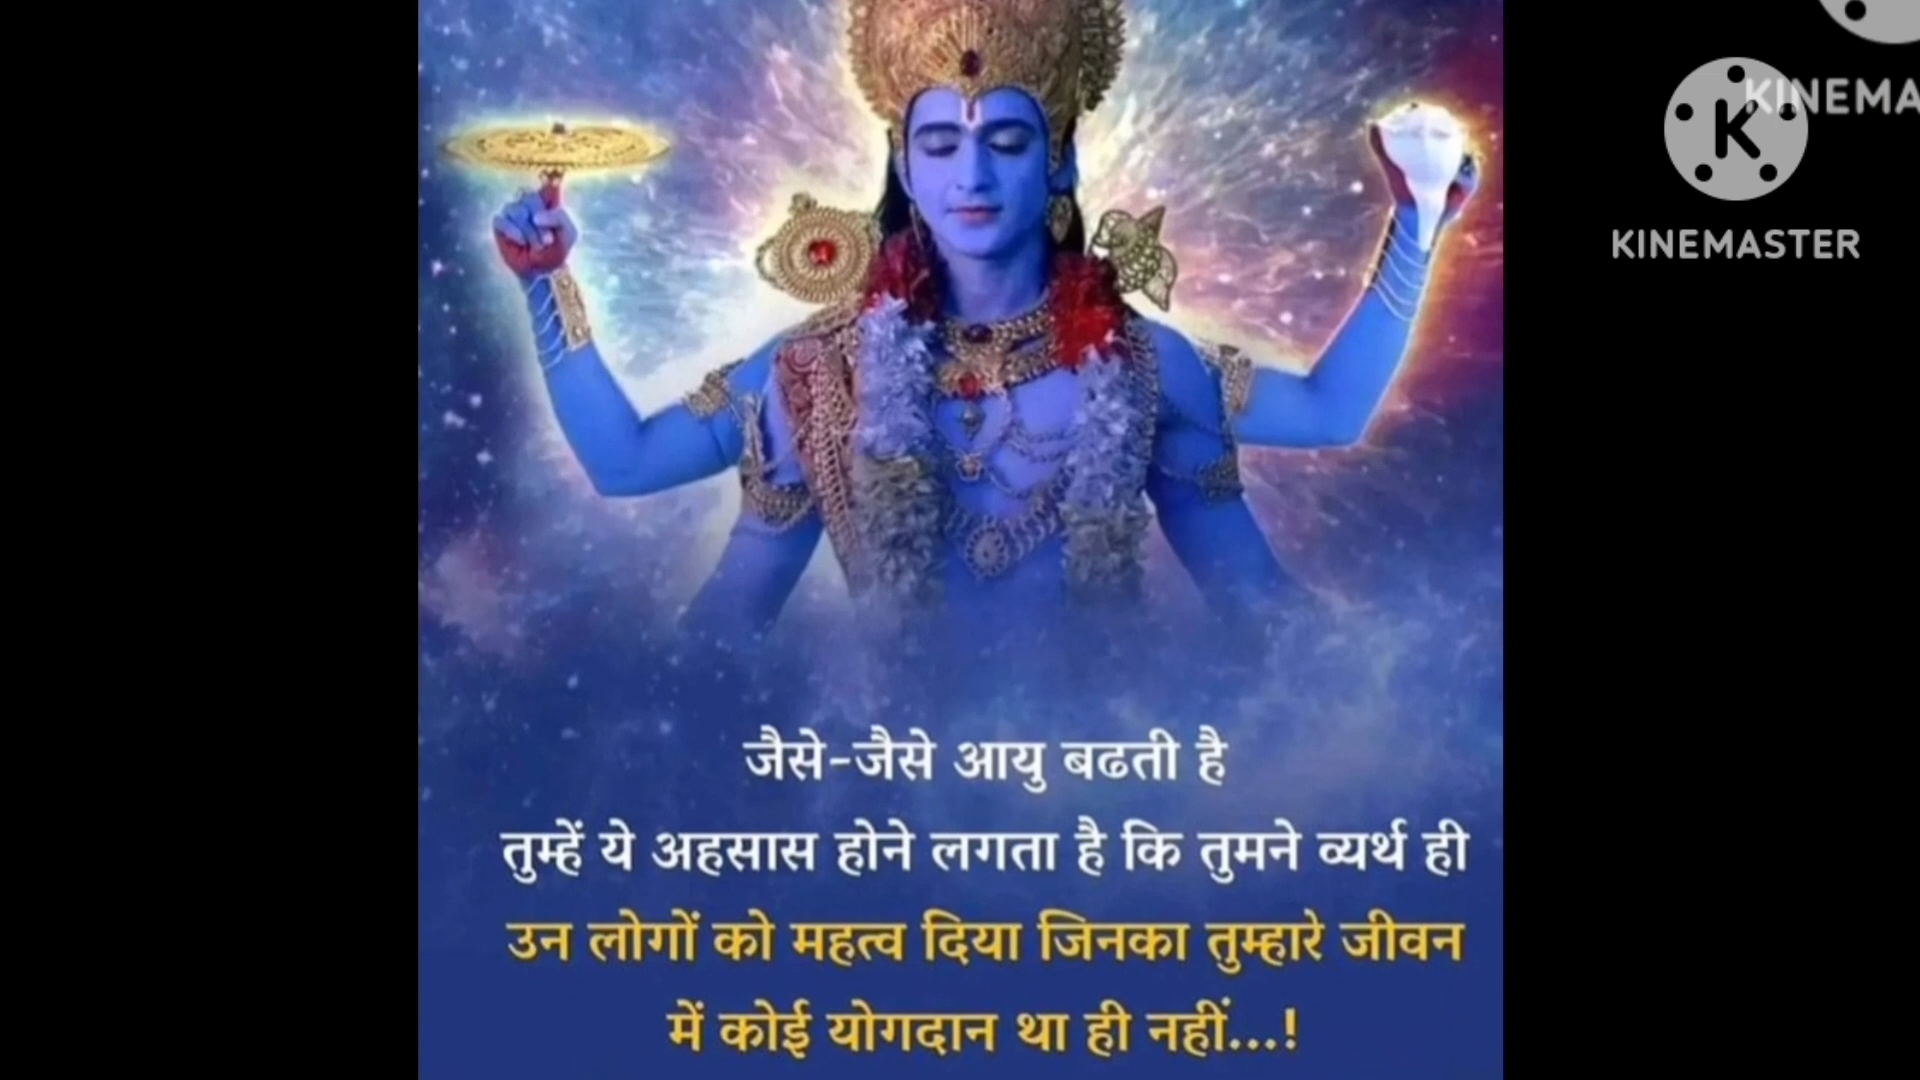 KINEMA
KINEMASTER
जैसे-जैसे आयु बढती है
तुम्हें ये अहसास होने लगता है कि तुमने व्यर्थ ही
उन लोगों को महत्व दिया जिनका तुम्हारे जीवन
में कोई योगदान था ही नहीं...!